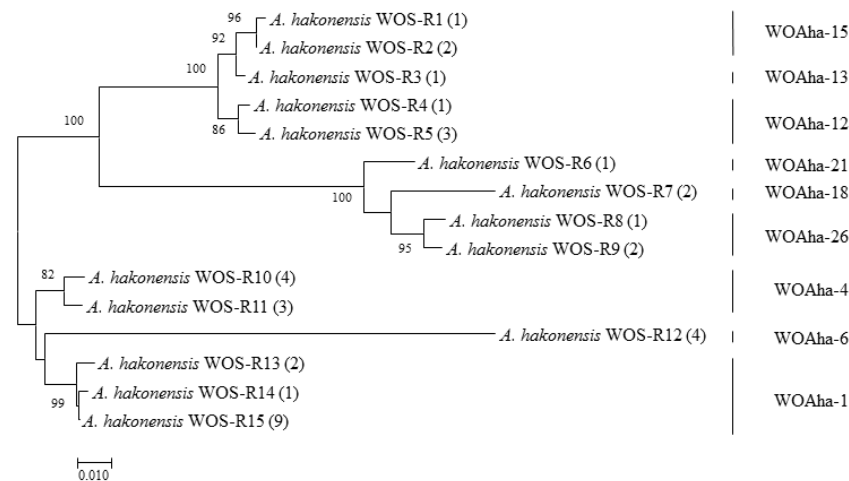 96 A. hakonensis WOS-R1 (1)
WOAha-15
92
A. hakonensis WOS-R2 (2)
100 A. hakonensis WOS-R3 (1) WOAha-13
A. hakonensis WOS-R4 (1)
100
WOAha-12
86 A. hakonensis WOS-R5 (3)
A. hakonensis WOS-R6 (1) WOAha-21
100 A. hakonensis WOS-R7 (2) WOAha-18
A. hakonensis WOS-R8 (1)
WOAha-26
95 A. hakonensis WOS-R9 (2)
82 A. hakonensis WOS-R10 (4)
WOAha-4
A. hakonensis WOS-R11 (3)
A. hakonensis WOS-R12 (4) WOAha-6
A. hakonensis WOS-R13 (2)
A. hakonensis WOS-R14 (1)
99 WOAha-1
A. hakonensis WOS-R15 (9)
0.010